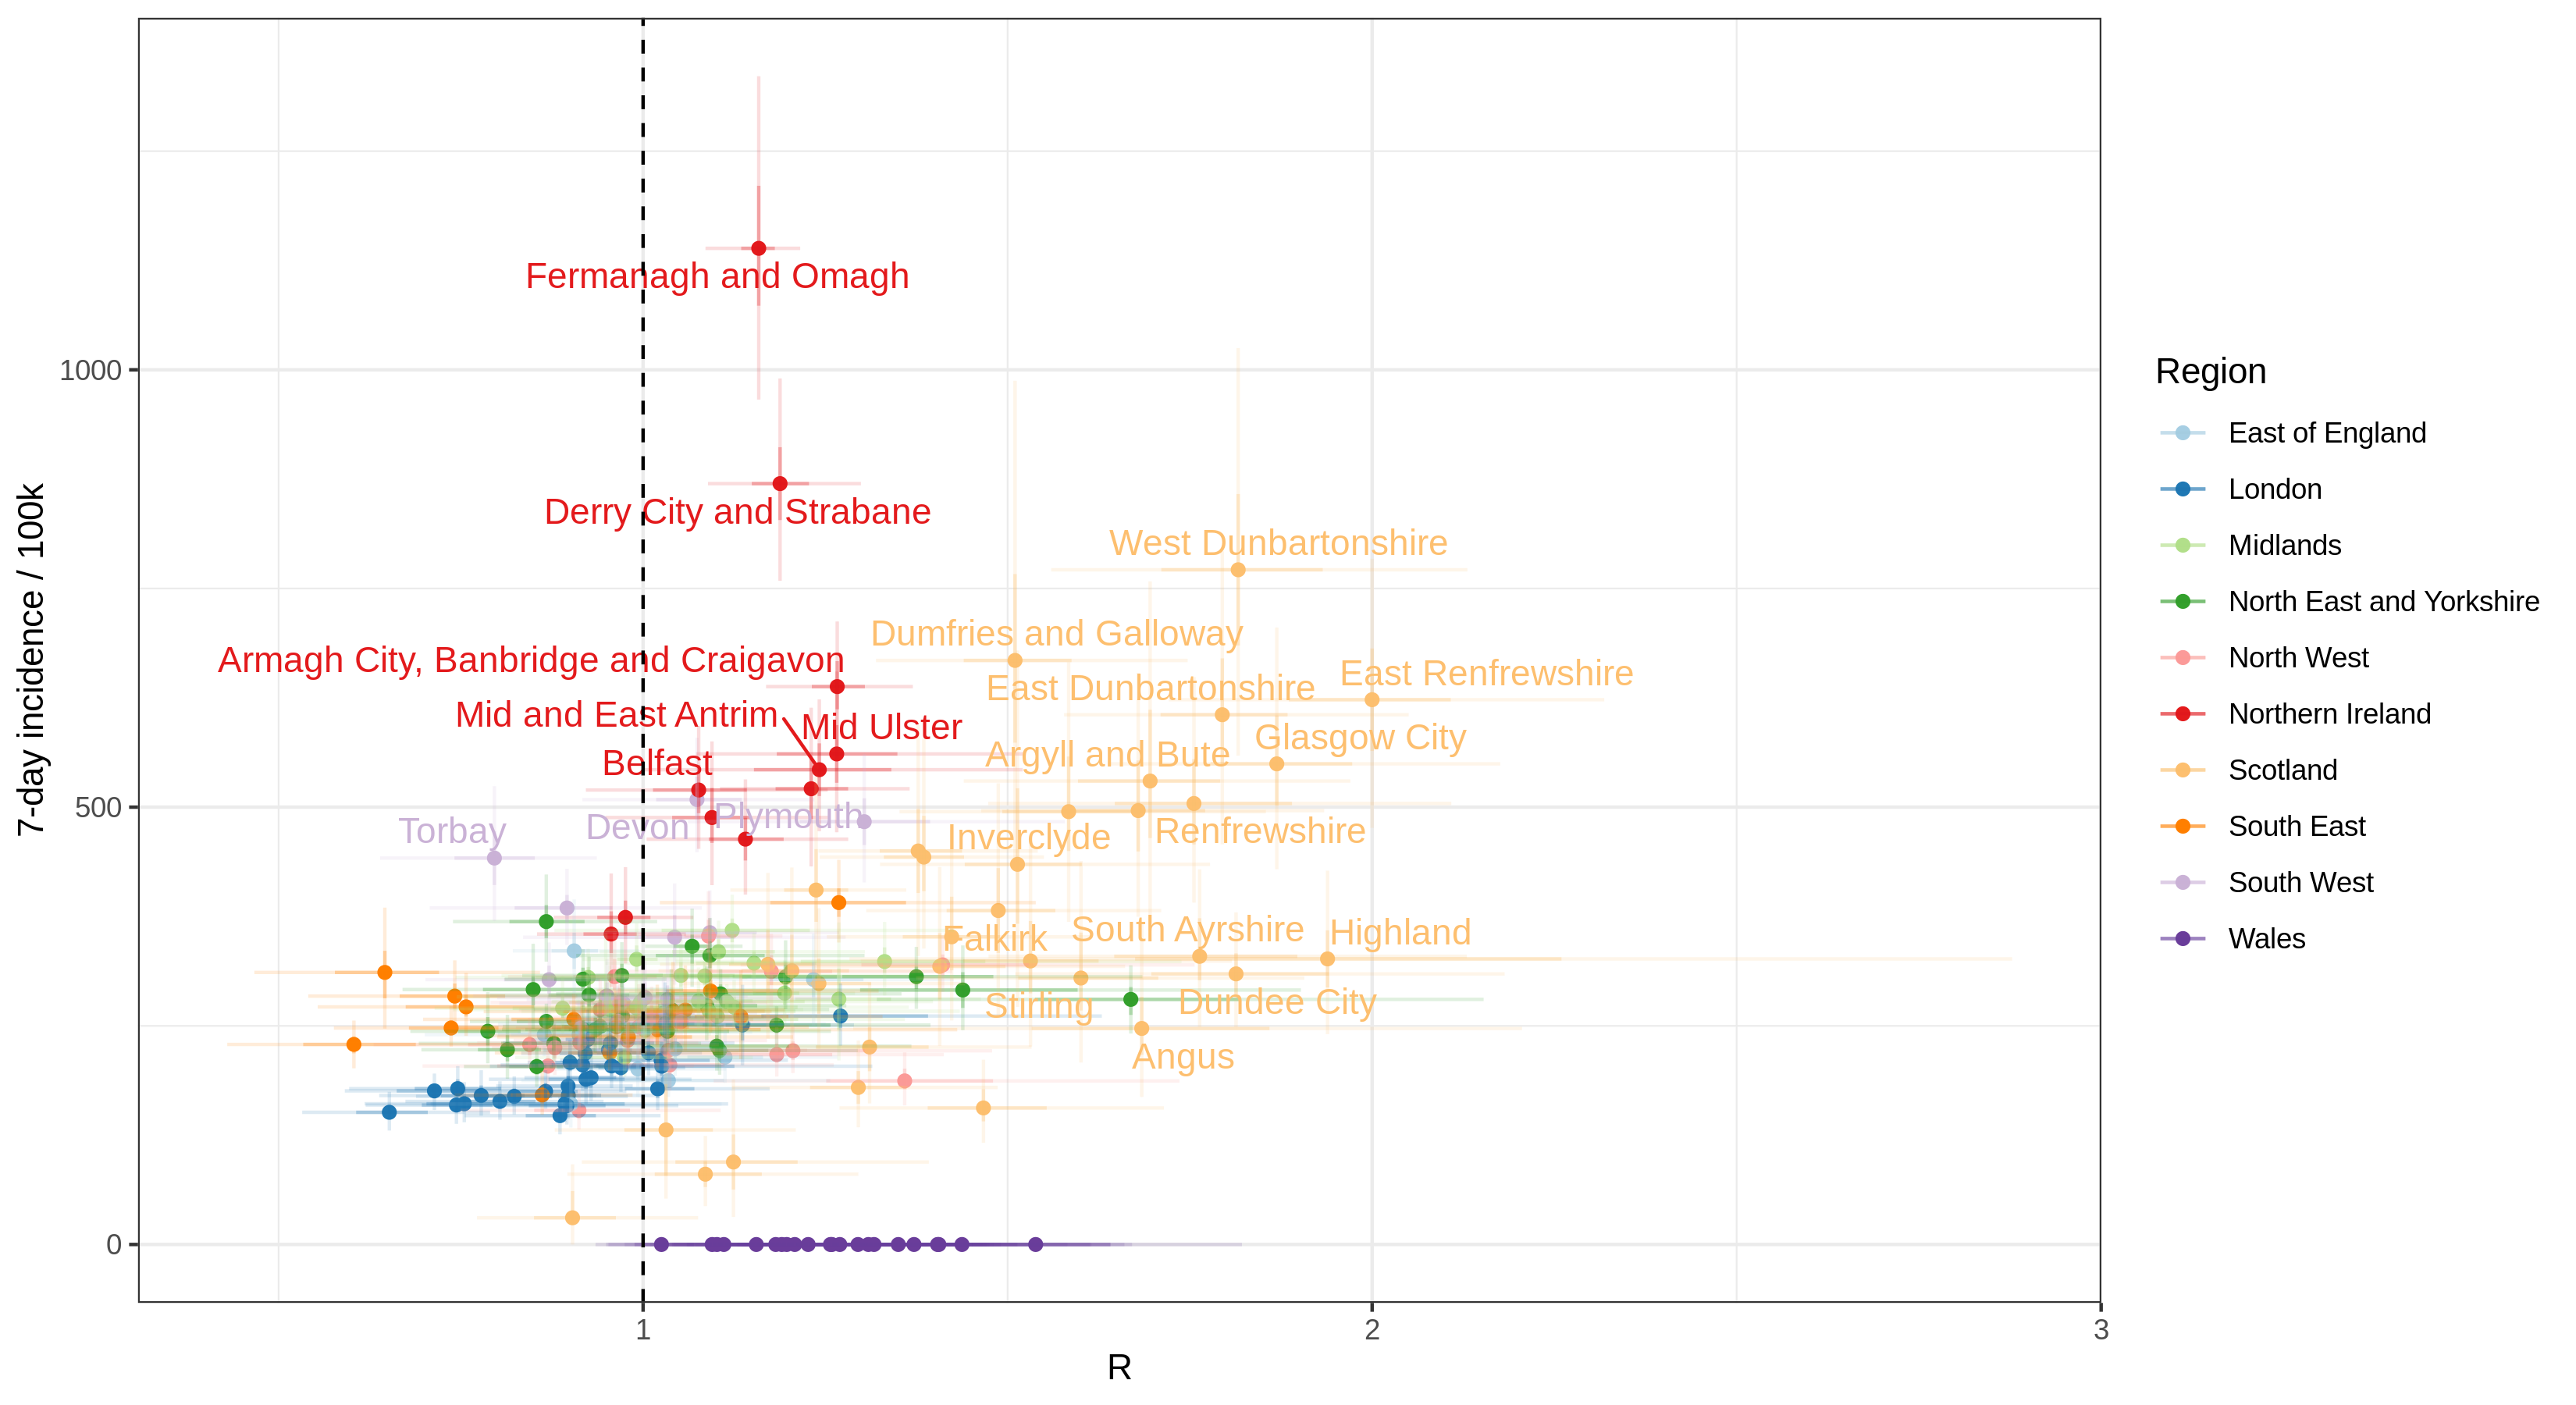 Fermanagh and Omagh
1000
Region
East of England
London
Derry City and Strabane
West Dunbartonshire
Midlands
North East and Yorkshire
Dumfries and Galloway
Armagh City, Banbridge and Craigavon
North West
East Renfrewshire
East Dunbartonshire
Mid and East Antrim
Mid Ulster
Northern Ireland
Glasgow City
Argyll and Bute
Belfast
Scotland
7-day incidence / 100k
500
Plymouth
Devon
Torbay
Inverclyde
Renfrewshire
South East
South West
Falkirk
South Ayrshire
Highland
Wales
Stirling
Dundee City
Angus
0
1
2
3
R